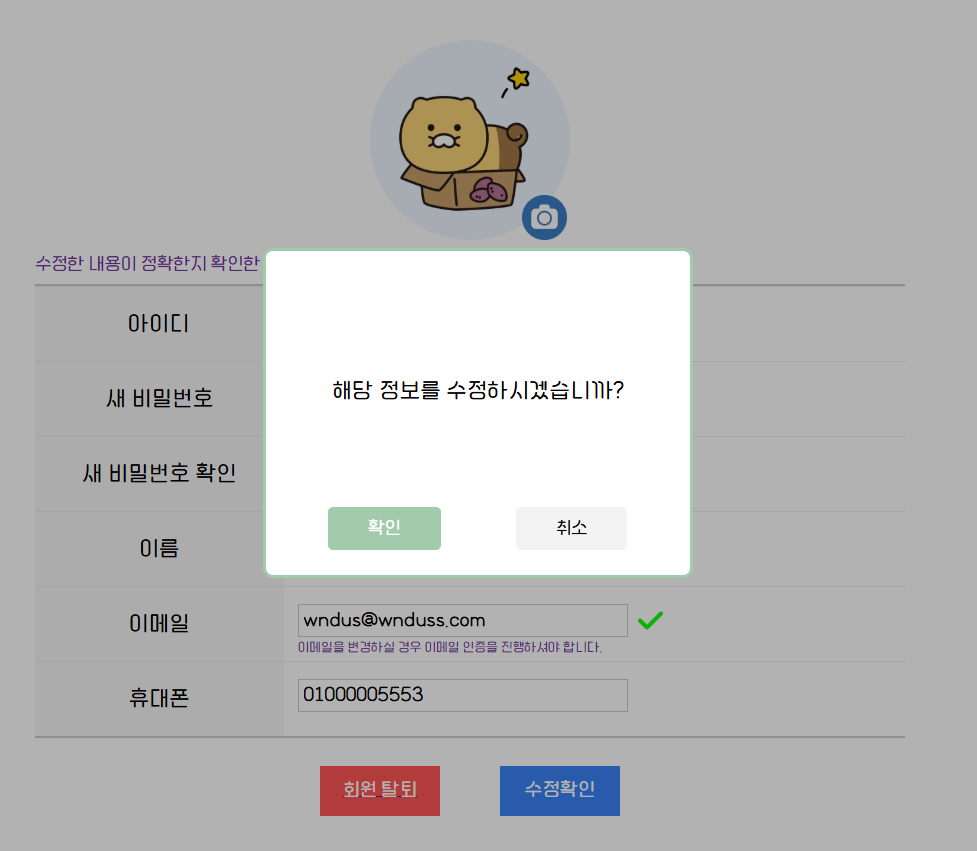 수정한 내용이 정확한지 확인한
아이디
새 비밀번호
새 비밀번호 확인
이름
해당 정보를 수정하시겠습니까?
확인
취소
이메일
wndus@wnduss.com
이메일을 변경하실 경우 이메일 인증을 진행하셔야 합니다.
휴대폰
01000005553
회원 탈퇴
수정확인